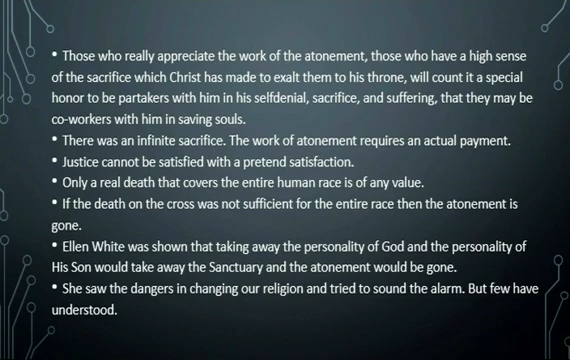 • Those who really appreciate the work of the atonement, those who have a high sense
of the sacrifice which Christ has made to exalt them to his throne, will count it a special
honor to be partakers with him in his selfdenial, sacrifice, and suffering, that they may be
co-workers with him in saving souls.
• There was an infinite sacrifice. The work of atonement requires an actual payment.
• Justice cannot be satisfied with a pretend satisfaction.
• Only a real death that covers the entire human race is of any value.
• If the death on the cross was not sufficient for the entire race then the atonement is
gone.
• Ellen White was shown that taking away the personality of God and the personality of
His Son would take away the Sanctuary and the atonement would be gone.
• She saw the dangers in changing our religion and tried to sound the alarm. But few have
understood.